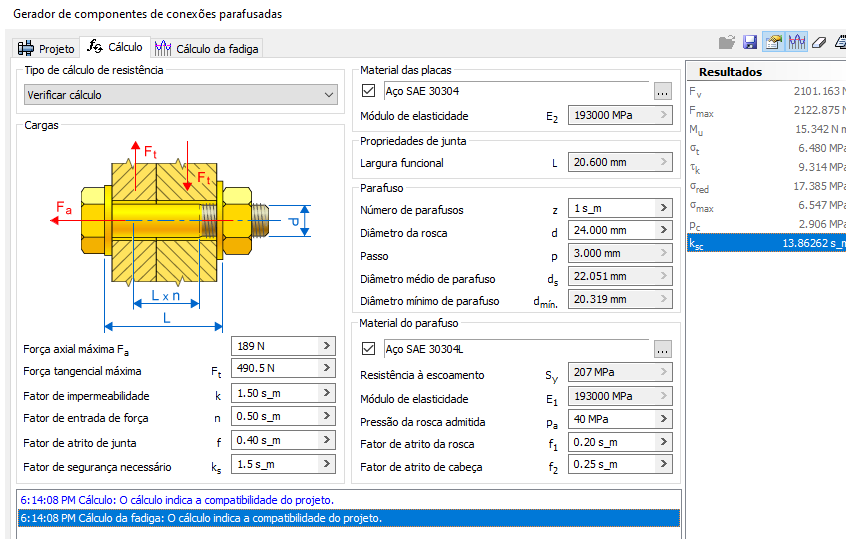 Gerador de componentes de conexões parafusadas
Projeto
Cálculo
Cálculo da fadiga
Tipo de cálculo de resistência
Verificar cálculo
Cargas
Ft
Ft
Fa
d
L x n
L
Força axial máxima Fa 189 N
Força tangencial máxima Ft 490.5 N
Fator de impermeabilidade k 1.50 s_m
Fator de entrada de força n 0.50 s_m
Fator de atrito de junta f 0.40 s_m
Fator de segurança necessário ks 1.5 s_m
Material das placas
Aço SAE 30304 ...
Módulo de elasticidade E2 193000 MPa
Propriedades de junta
Largura funcional L 20.600 mm
Parafuso
Número de parafusos z 1 s_m
Diâmetro da rosca d 24.000 mm
Passo p 3.000 mm
Diâmetro médio de parafuso ds 22.051 mm
Diâmetro mínimo de parafuso dmín. 20.319 mm
Material do parafuso
Aço SAE 30304L ...
Resistência à escoamento Sy 207 MPa
Módulo de elasticidade E1 193000 MPa
Pressão da rosca admitida pa 40 MPa
Fator de atrito da rosca f1 0.20 s_m
Fator de atrito de cabeça f2 0.25 s_m
Resultados
Fv 2101.163 N
Fmax 2122.875 N
Mu 15.342 N m
σt 6.480 MPa
τk 9.314 MPa
σred 17.385 MPa
σmax 6.547 MPa
pc 2.906 MPa
ksc 13.86262 s_m
6:14:08 PM Cálculo: O cálculo indica a compatibilidade do projeto.
6:14:08 PM Cálculo da fadiga: O cálculo indica a compatibilidade do projeto.